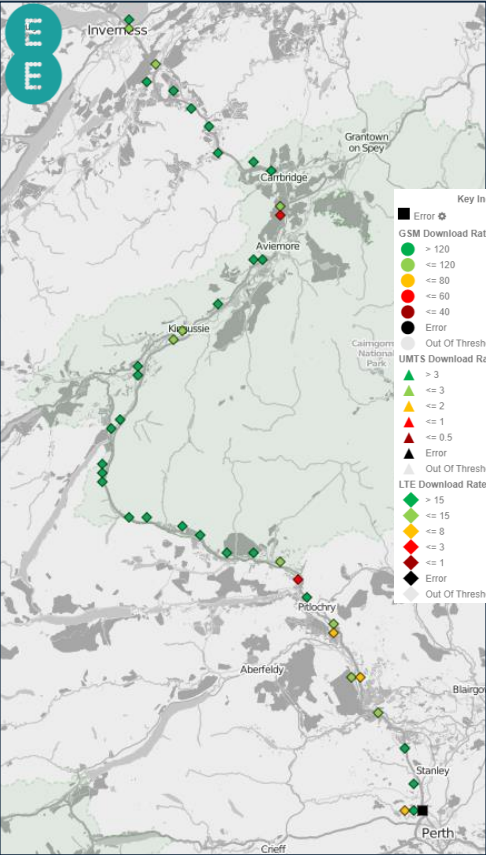 E
E
Inverness
Grantown
on Spey
Carrbridge
Aviemore
Kingussie
Cairngorm
National
Park
Pitlochry
Aberfeldy
Blairgo
Stanley
Perth
Crieff
Key In
Error
GSM Download Rat
> 120
<= 120
<= 80
<= 60
<= 40
Error
Out Of Thresh
UMTS Download Ra
> 3
<= 3
<= 2
<= 1
<= 0.5
Error
Out Of Thresh
LTE Download Rate
> 15
<= 15
<= 8
<= 3
<= 1
Error
Out Of Thresh